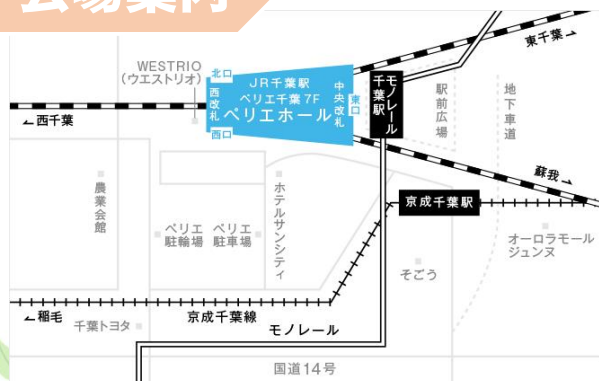 会場案内
WESTRIO
(ウエストリオ)
北口
西改札
西口
JR千葉駅
ペリエ千葉 7F
ペリエホール
中央改札
東口
モノレール
千葉駅
東千葉
駅前広場
地下車道
西千葉
蘇我
京成千葉駅
農業会館
ペリエ
駐輪場
ペリエ
駐車場
ホテルサンシティ
オーロラモール
ジュンヌ
そごう
稲毛
千葉トヨタ
京成千葉線
モノレール
国道14号